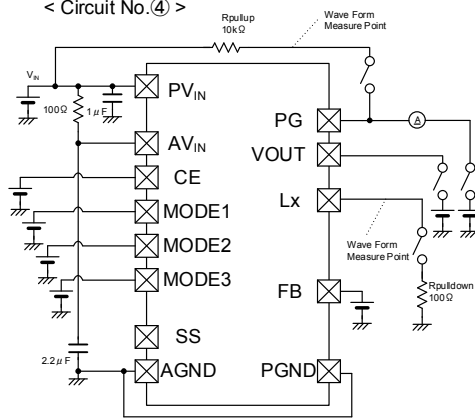 < Circuit No.④ >
Rpullup
10kΩ
Wave Form
Measure Point
VIN
100Ω
1μF
PVIN
AVIN
CE
MODE1
MODE2
MODE3
SS
AGND
2.2μF
PG
A
VOUT
Lx
Wave Form
Measure Point
Rpulldown
100Ω
FB
PGND